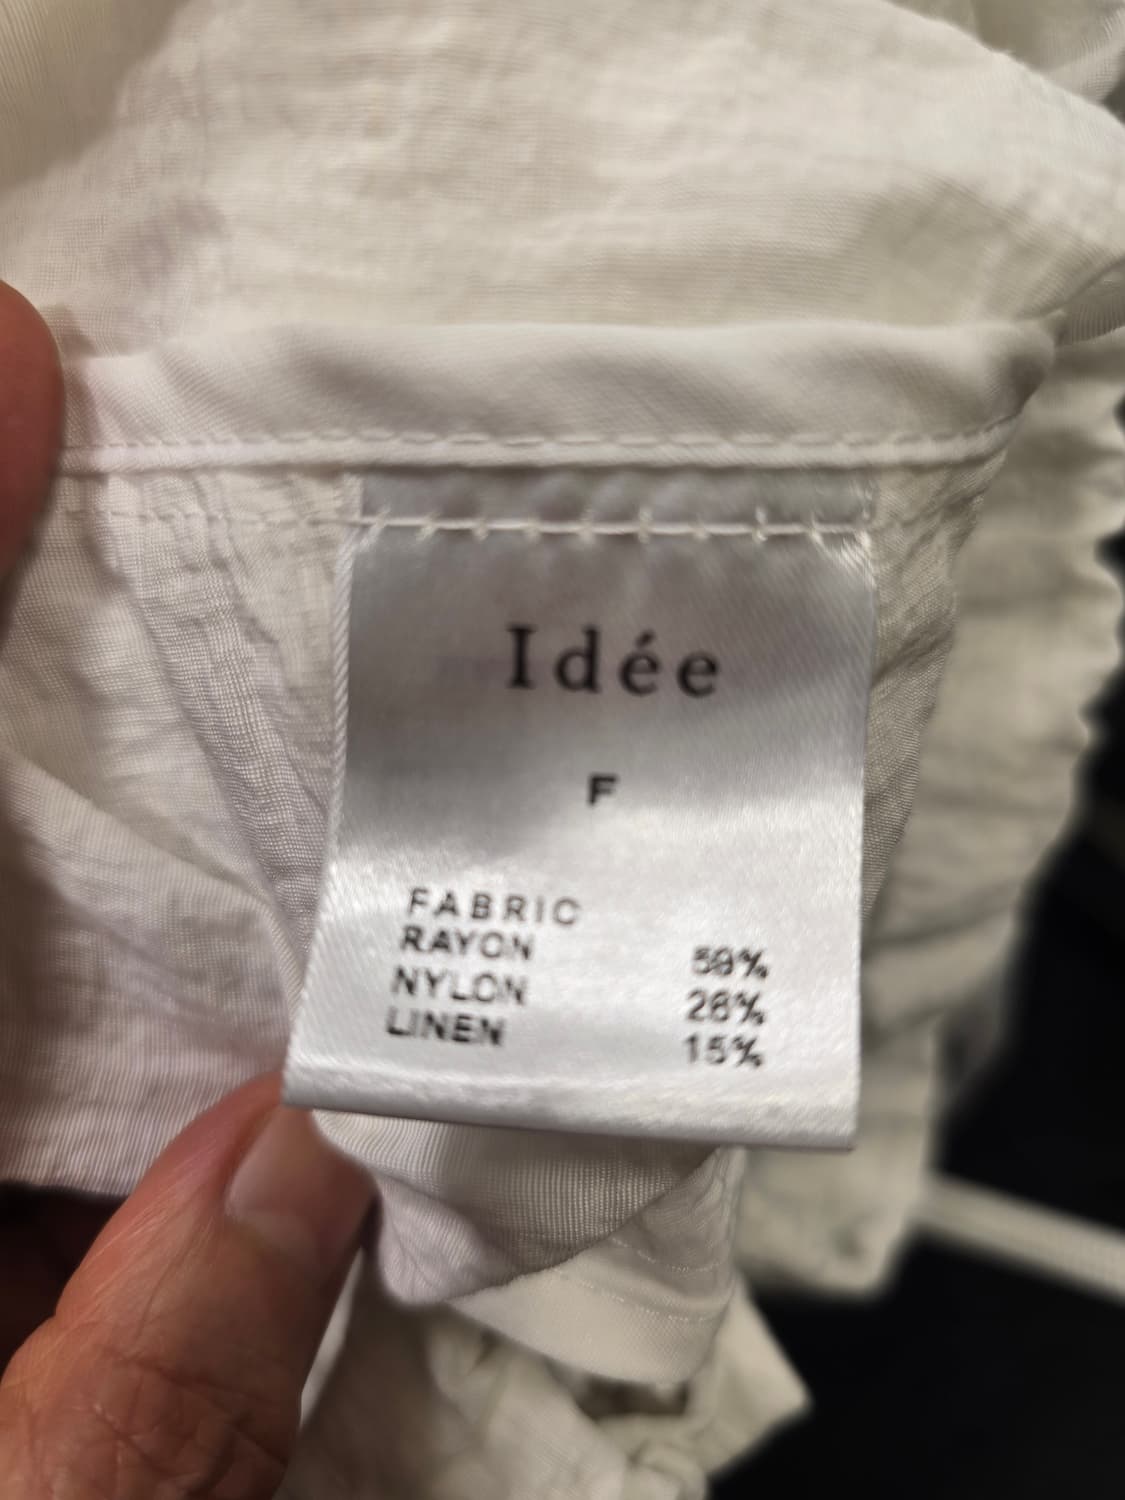 Idée
F
FABRIC
RAYON 59%
NYLON 26%
LINEN 15%